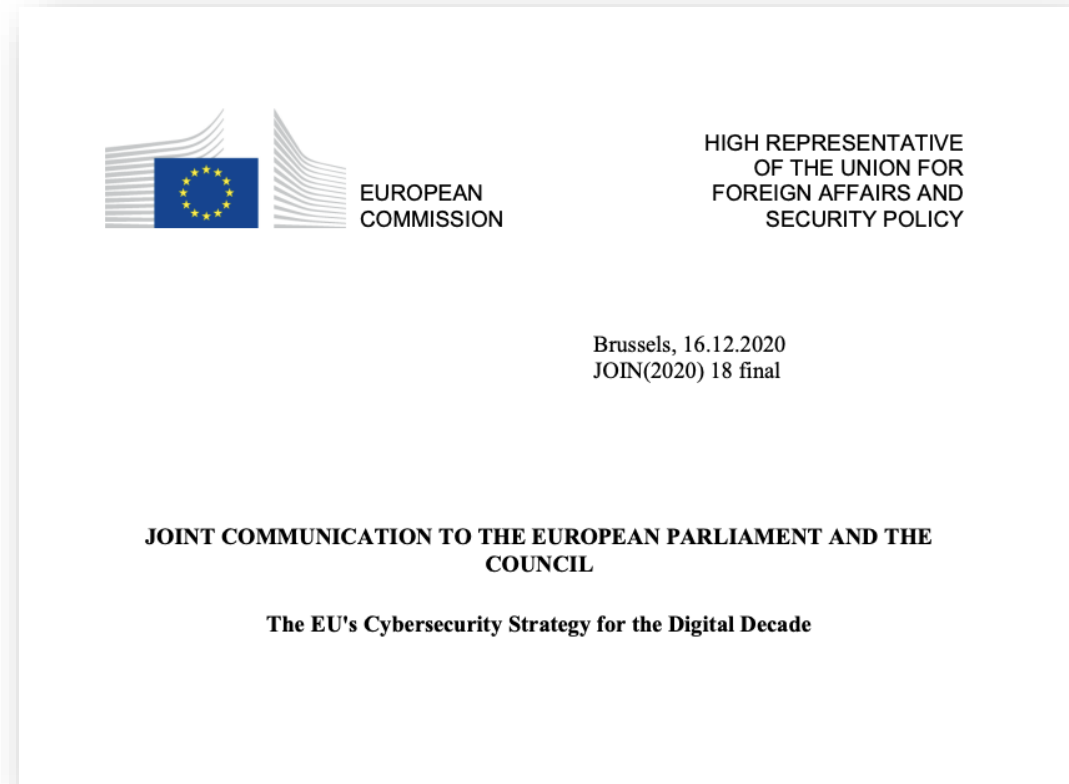 EUROPEAN
COMMISSION
HIGH REPRESENTATIVE
OF THE UNION FOR
FOREIGN AFFAIRS AND
SECURITY POLICY
Brussels, 16.12.2020
JOIN(2020) 18 final
JOINT COMMUNICATION TO THE EUROPEAN PARLIAMENT AND THE
COUNCIL
The EU's Cybersecurity Strategy for the Digital Decade